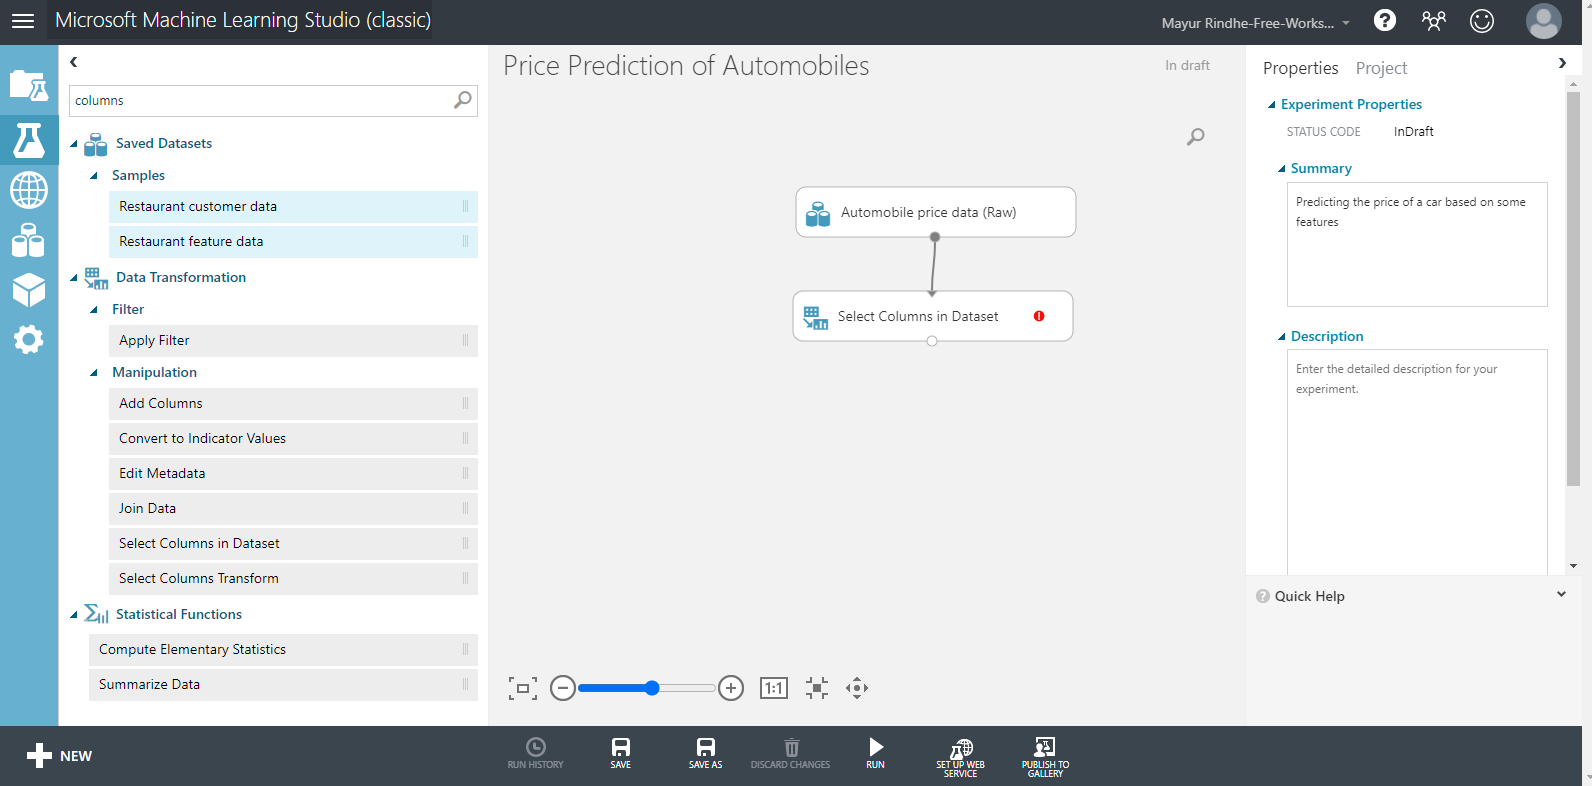 Microsoft Machine Learning Studio (classic)
Mayur Rindhe-Free-Works...
columns
Saved Datasets
Samples
Restaurant customer data
Restaurant feature data
Data Transformation
Filter
Apply Filter
Manipulation
Add Columns
Convert to Indicator Values
Edit Metadata
Join Data
Select Columns in Dataset
Select Columns Transform
Statistical Functions
Compute Elementary Statistics
Summarize Data
Price Prediction of Automobiles
In draft
Automobile price data (Raw)
Select Columns in Dataset
1:1
Properties Project
Experiment Properties
STATUS CODE InDraft
Summary
Predicting the price of a car based on some
features
Description
Enter the detailed description for your
experiment.
Quick Help
NEW
RUN HISTORY
SAVE
SAVE AS
DISCARD CHANGES
RUN
SET UP WEB
SERVICE
PUBLISH TO
GALLERY